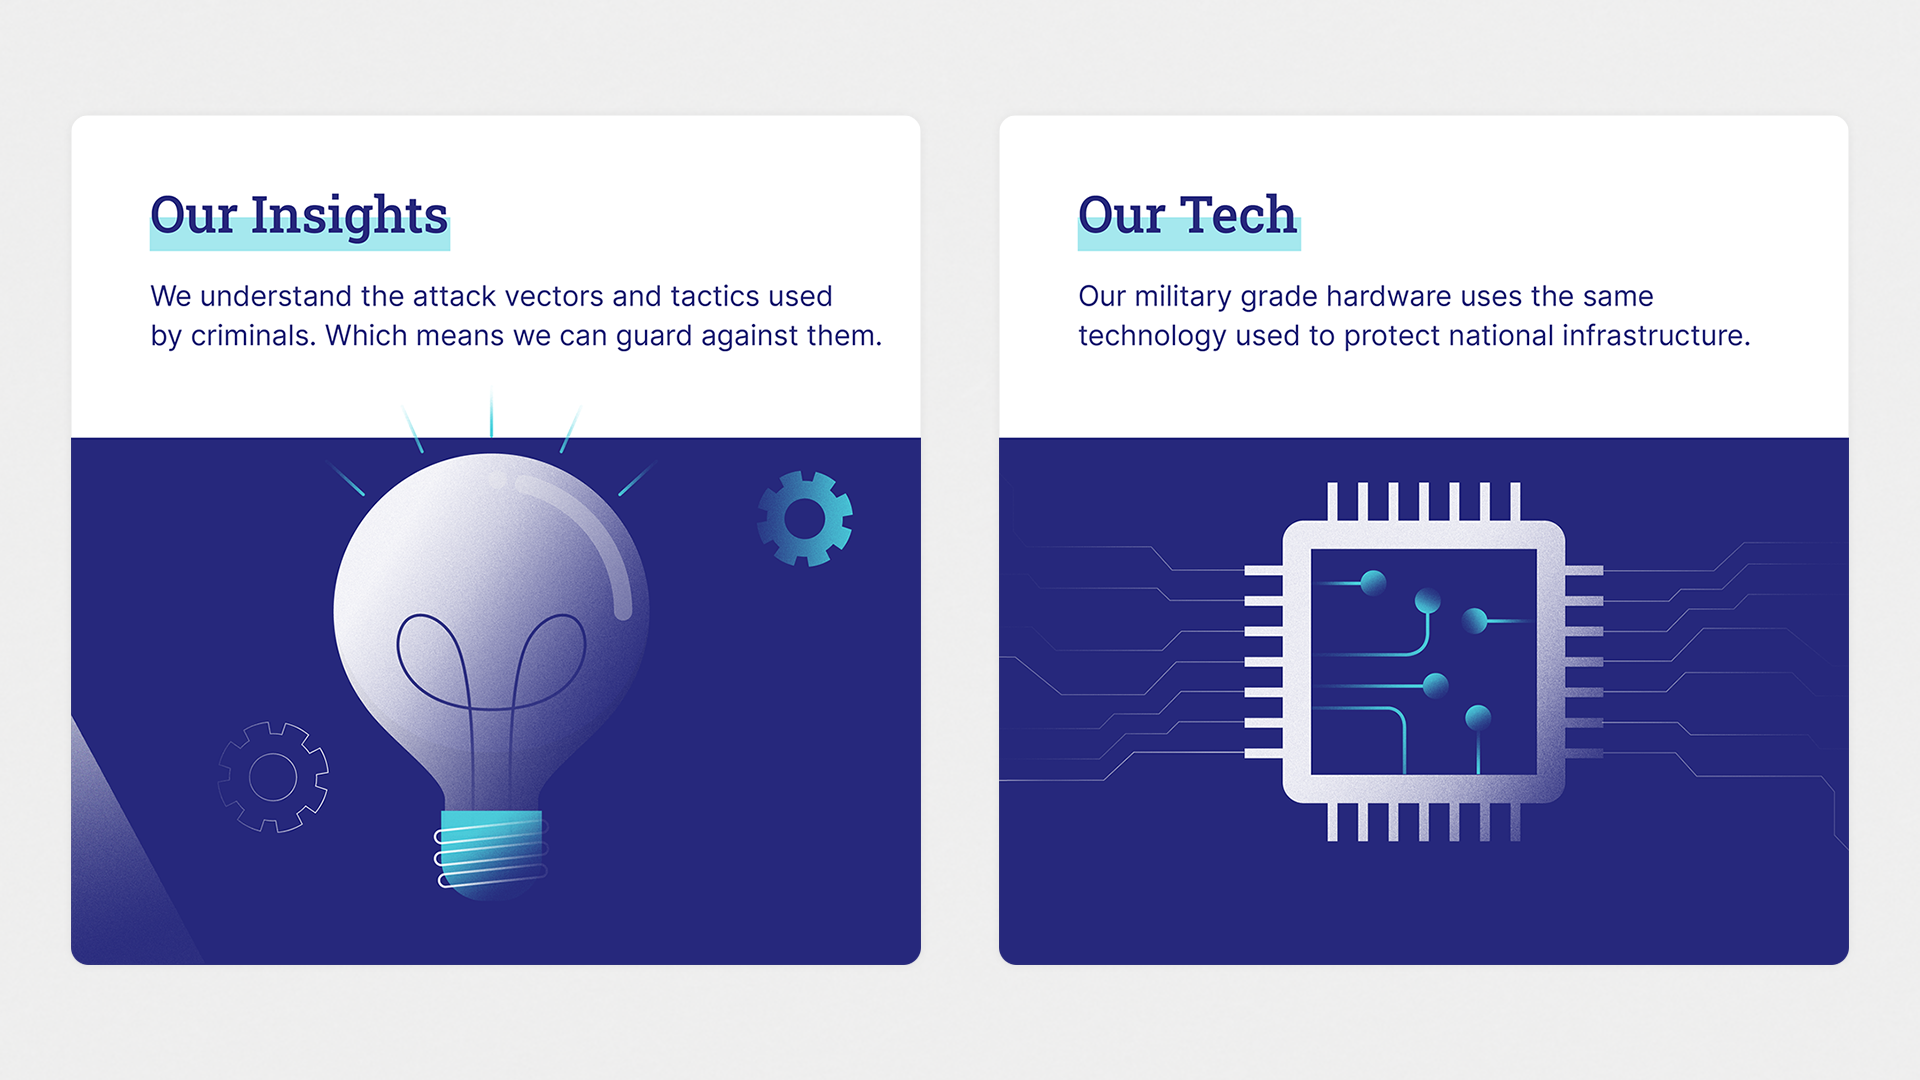 Our Insights
We understand the attack vectors and tactics used
by criminals. Which means we can guard against them.
Our Tech
Our military grade hardware uses the same
technology used to protect national infrastructure.